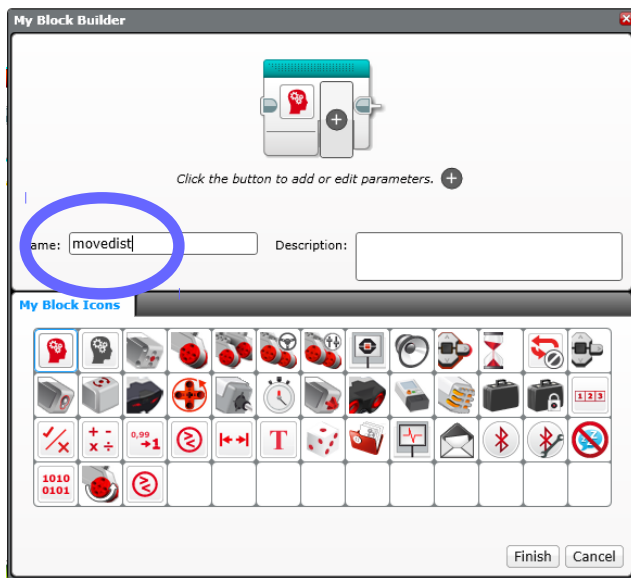 My Block Builder
Click the button to add or edit parameters.
ame: movedist Description:
My Block Icons
1 2 3
+ -
x ÷
0,99
→1
T
1010
0101
Finish Cancel